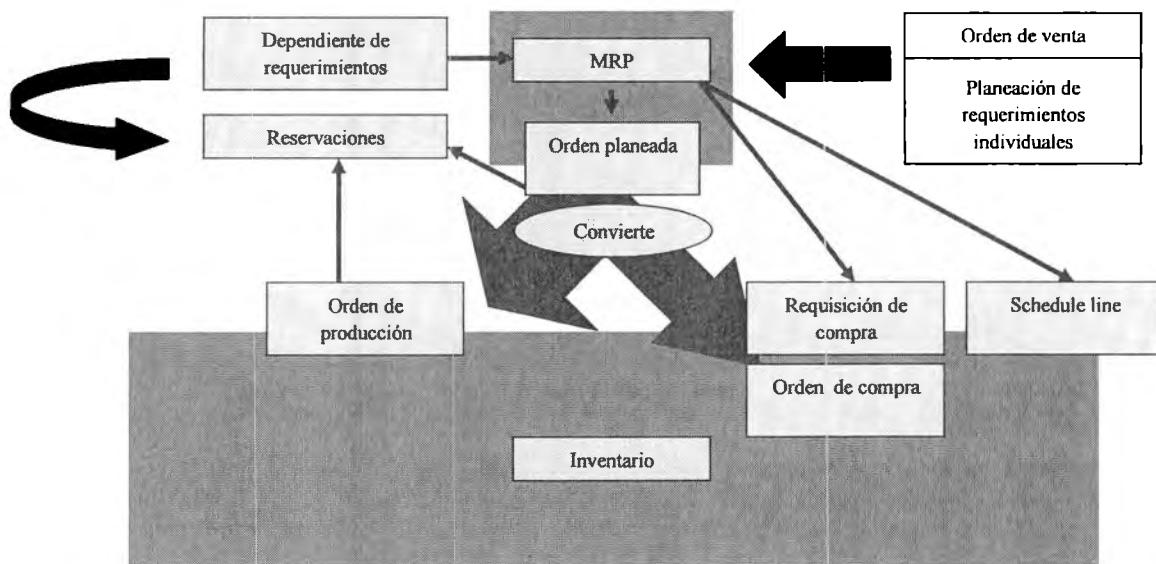 Dependiente de
requerimientos
MRP
Orden de venta
Planeación de
requerimientos
individuales
Reservaciones
Orden planeada
Convierte
Orden de
producción
Requisición de
compra
Schedule line
Orden de compra
Inventario